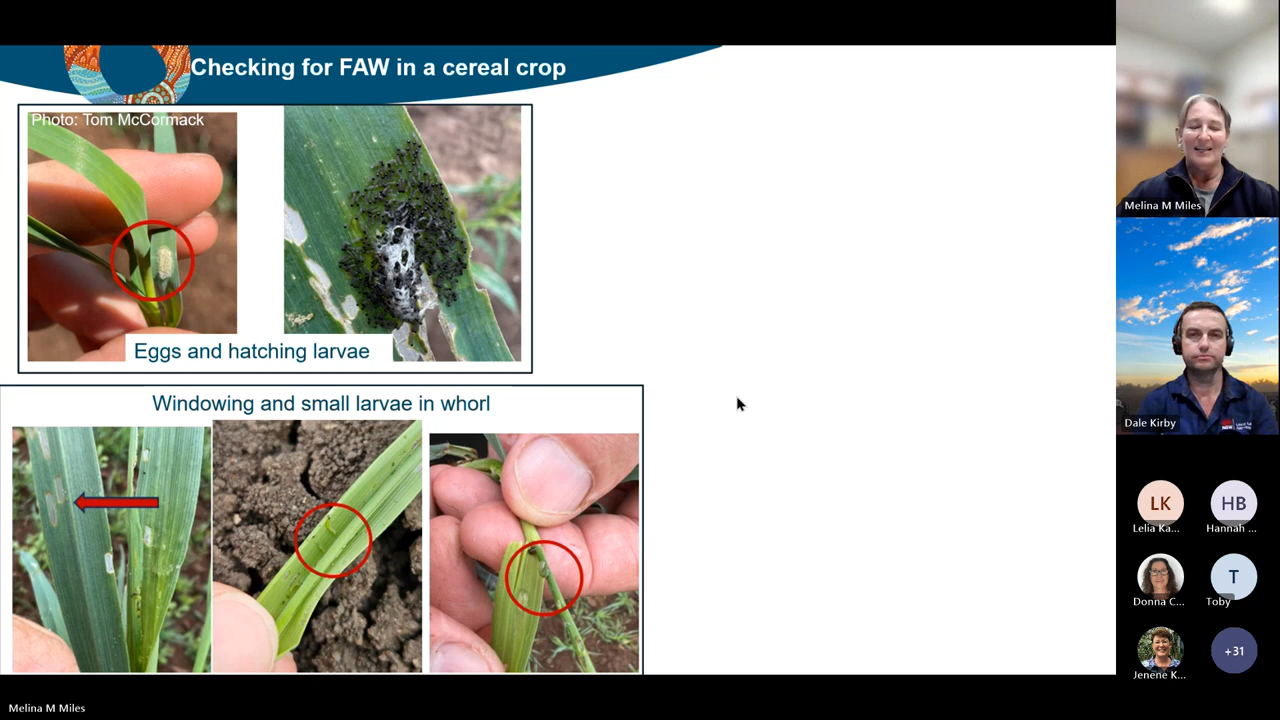 Checking for FAW in a cereal crop
Photo: Tom McCormack
Eggs and hatching larvae
Windowing and small larvae in whorl
Melina M Miles
Dale Kirby
LK
HB
Lelia Ka...
Hannah ...
T
Donna C...
Toby
+31
Jenene K...
Melina M Miles